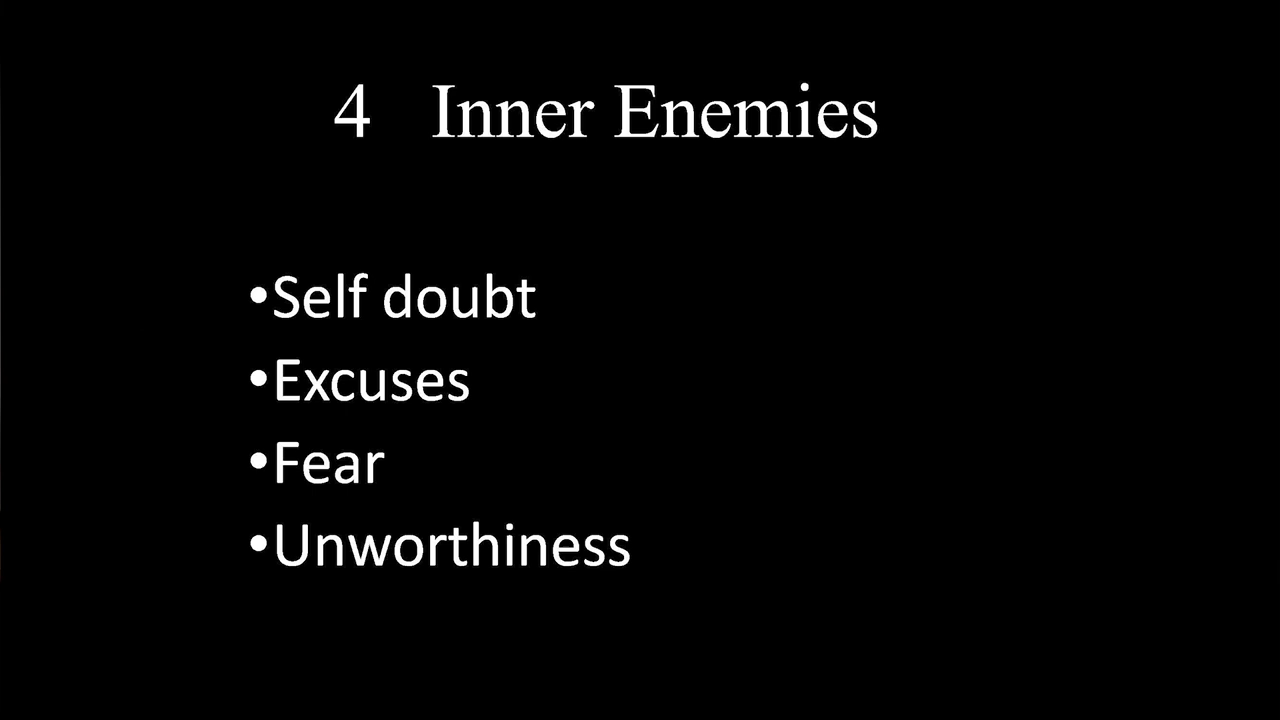 4 Inner Enemies
•Self doubt
•Excuses
•Fear
•Unworthiness